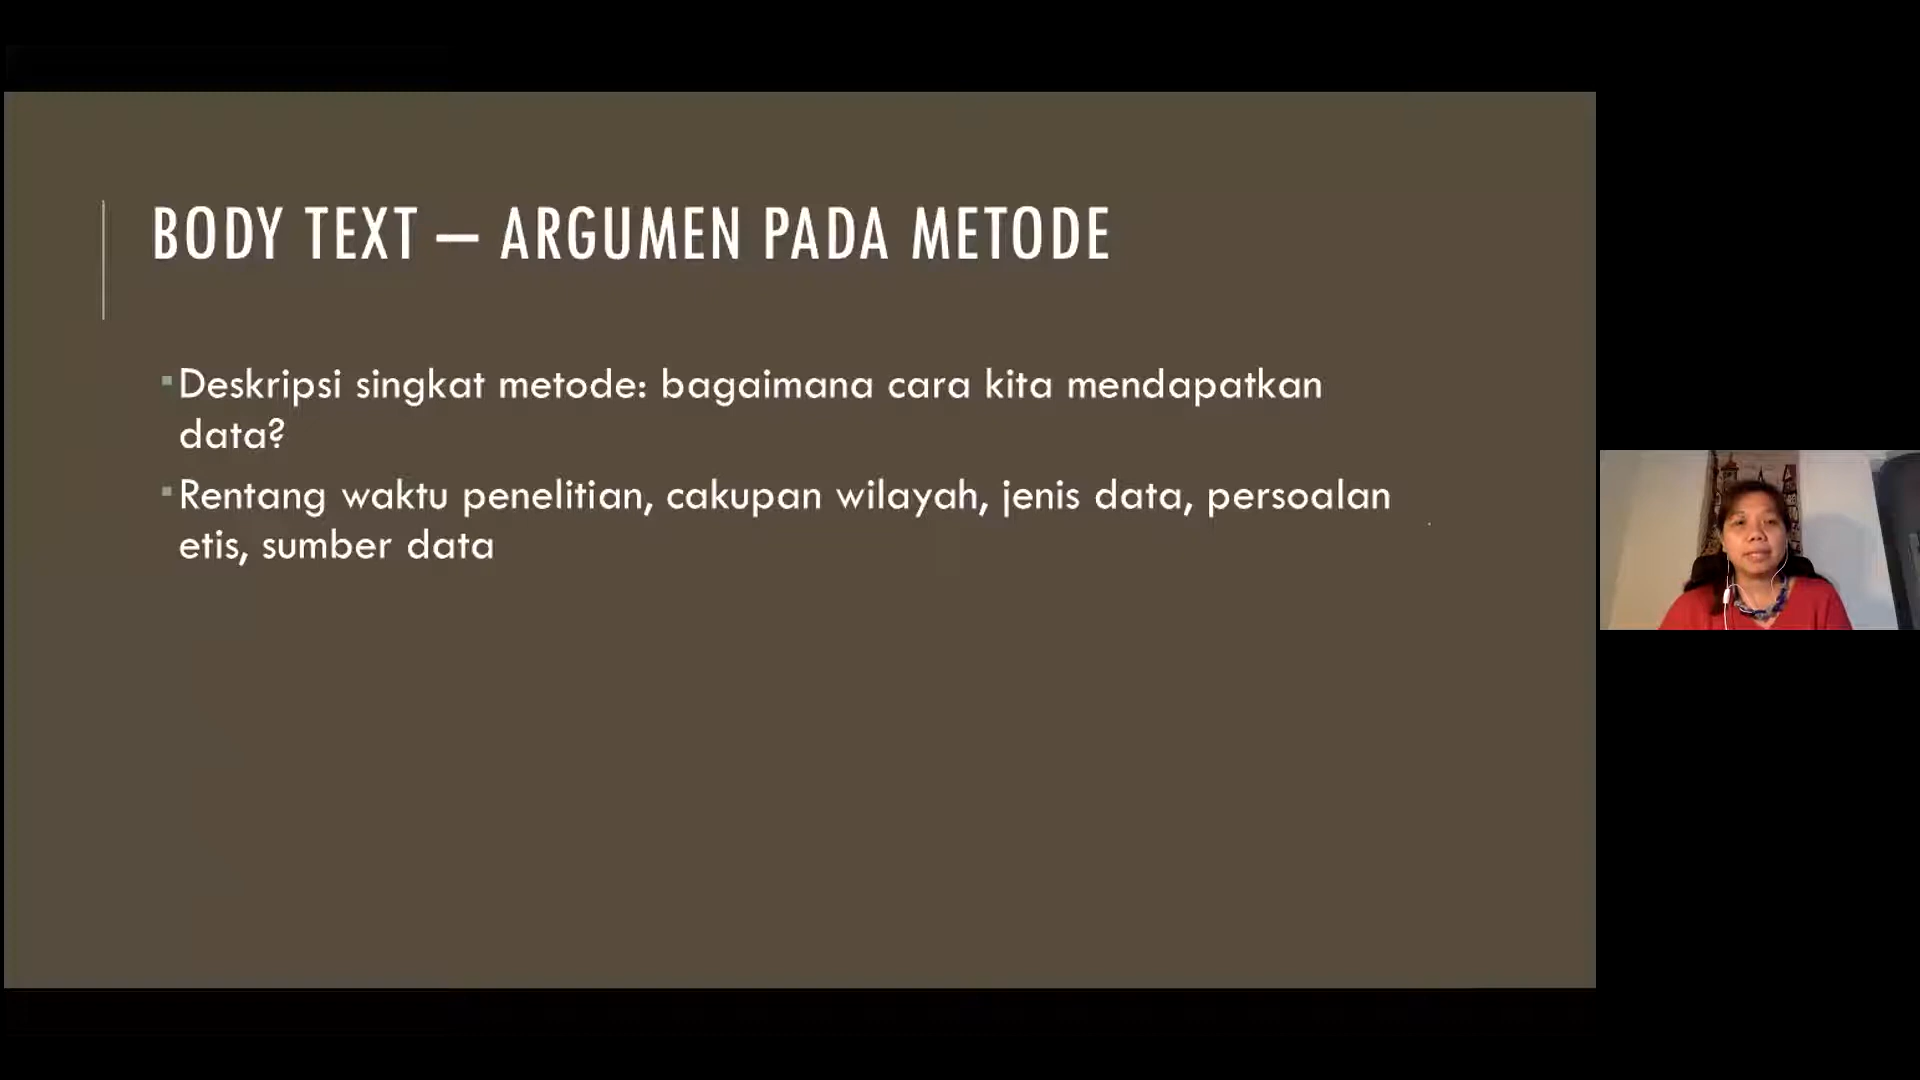 BODY TEXT – ARGUMEN PADA METODE
▪Deskripsi singkat metode: bagaimana cara kita mendapatkan
data?
▪Rentang waktu penelitian, cakupan wilayah, jenis data, persoalan
etis, sumber data